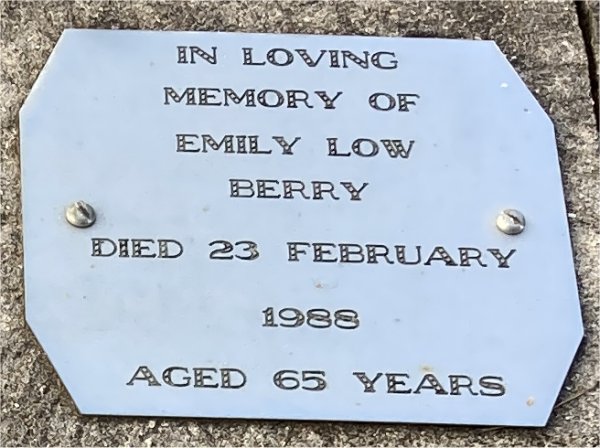 IN LOVING
MEMORY OF
EMILY LOW
BERRY
DIED 23 FEBRUARY
1988
AGED 65 YEARS